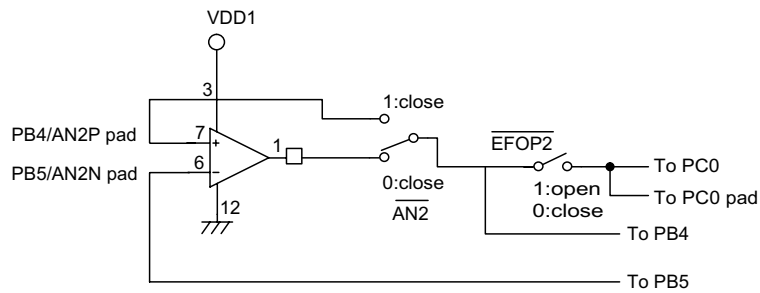 VDD1
3
1:close
PB4/AN2P pad
7
+
1
EFOP2
PB5/AN2N pad
6
-
To PC0
0:close
1:open
To PC0 pad
AN2
0:close
12
To PB4
To PB5